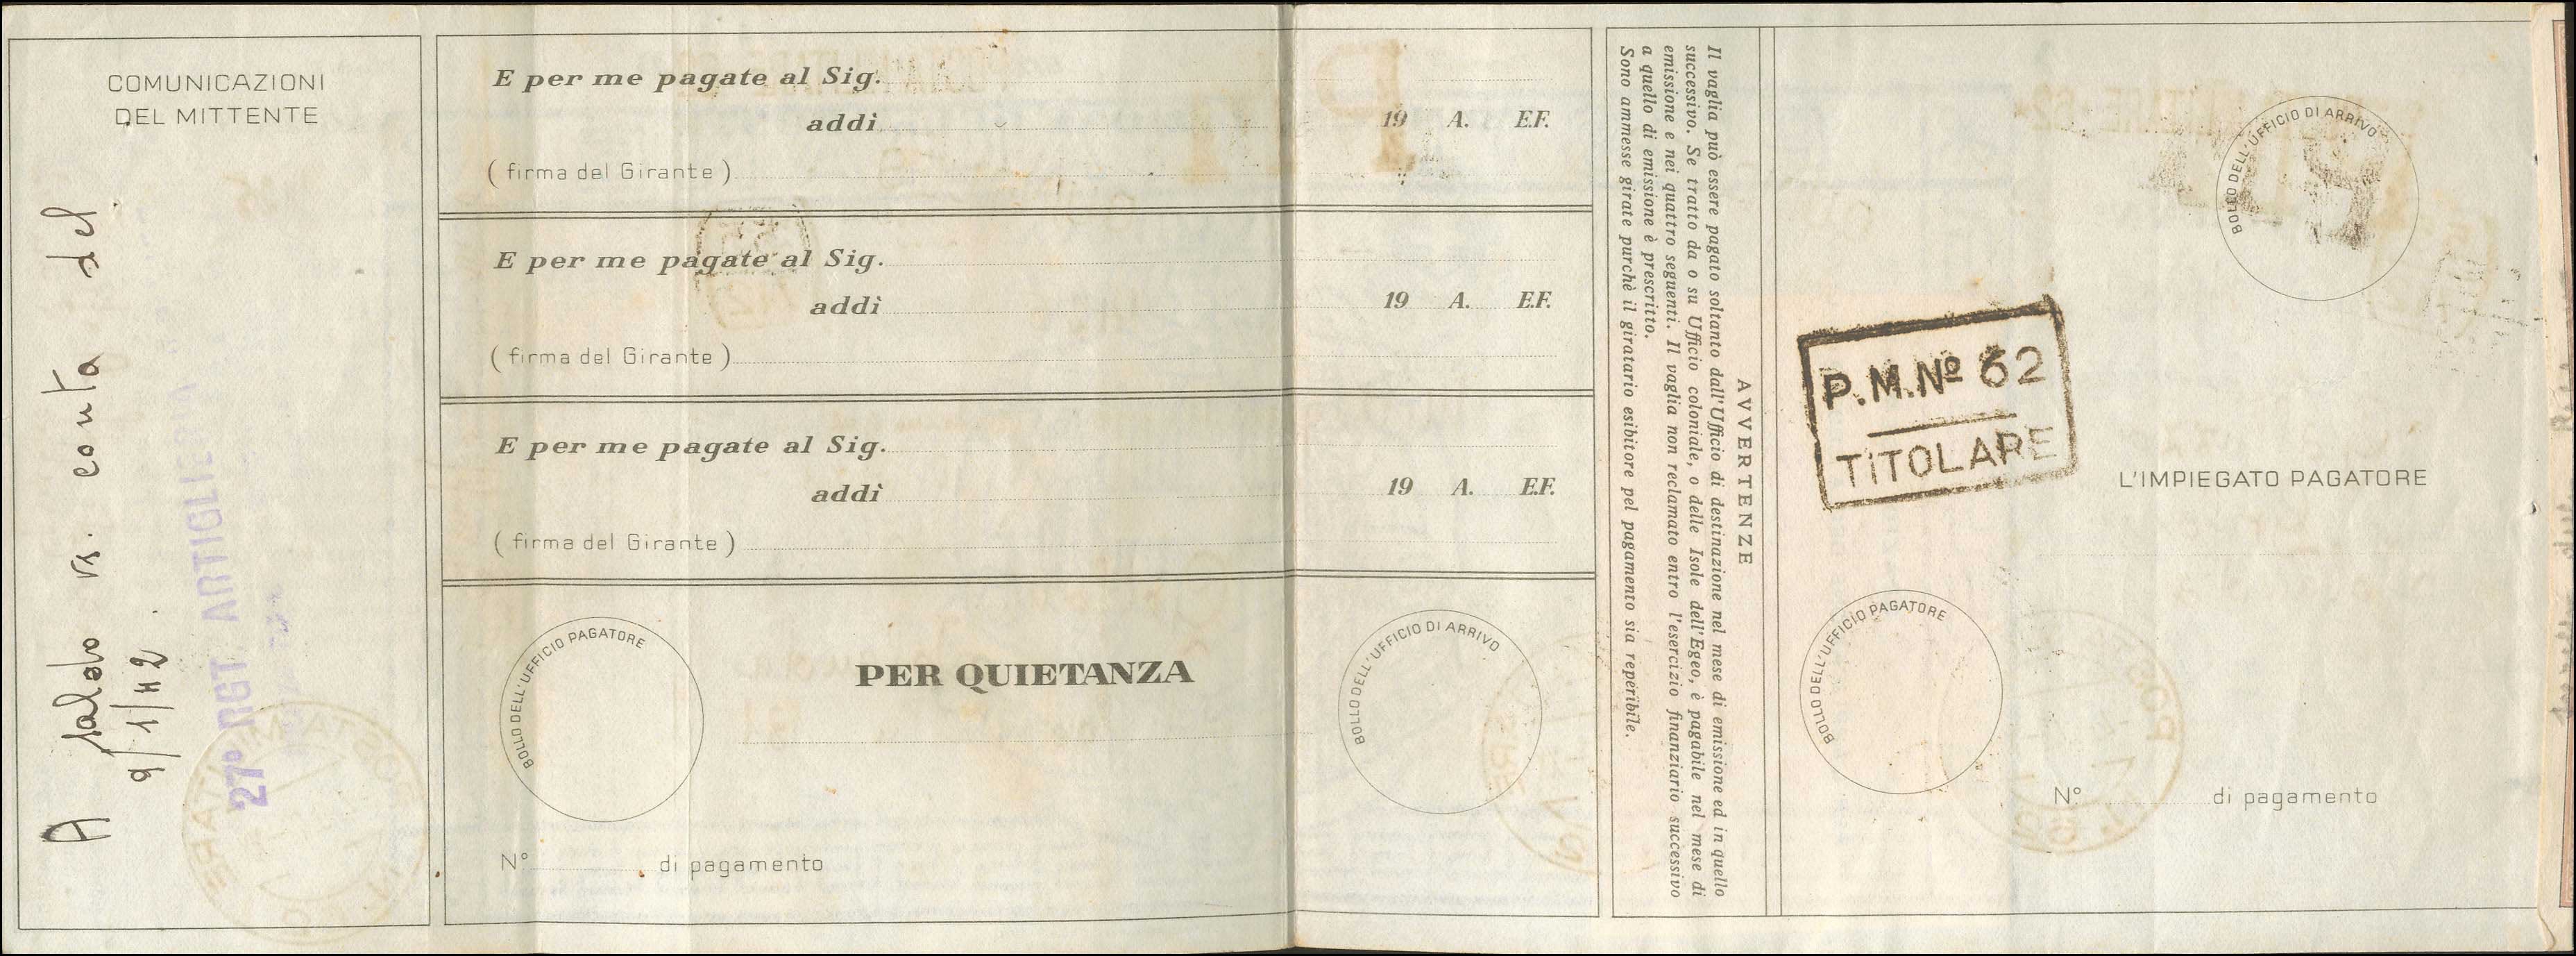 COMUNICAZIONI
DEL MITTENTE
A saldo vs. conto del
9/1/42
27° RGT. ARTIGLIERIA
E per me pagate al Sig.
addì 19 A. E.F.
( firma del Girante )
E per me pagate al Sig.
addì 19 A. E.F.
( firma del Girante )
E per me pagate al Sig.
addì 19 A. E.F.
( firma del Girante )
BOLLO DELL'UFFICIO PAGATORE
PER QUIETANZA
BOLLO DELL'UFFICIO DI ARRIVO
N° di pagamento
AVVERTENZE
Il vaglia può essere pagato soltanto dall'Ufficio di destinazione nel mese di emissione ed in quello
successivo. Se tratto da o su Ufficio coloniale, o delle Isole dell'Egeo, è pagabile nel mese di
emissione e nei quattro seguenti. Il vaglia non reclamato entro l'esercizio finanziario successivo
a quello di emissione è prescritto.
Sono ammesse girate purchè il giratario esibitore pel pagamento sia reperibile.
BOLLO DELL'UFFICIO DI ARRIVO
P.M.Nº 62
TITOLARE
L'IMPIEGATO PAGATORE
BOLLO DELL'UFFICIO PAGATORE
N° di pagamento